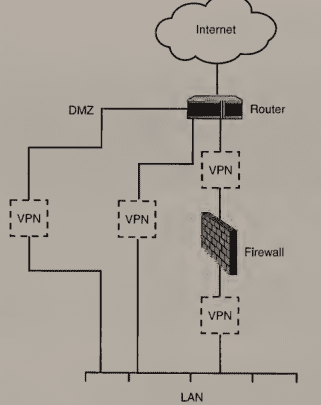 Internet
DMZ
Router
VPN
VPN
VPN
Firewall
VPN
LAN